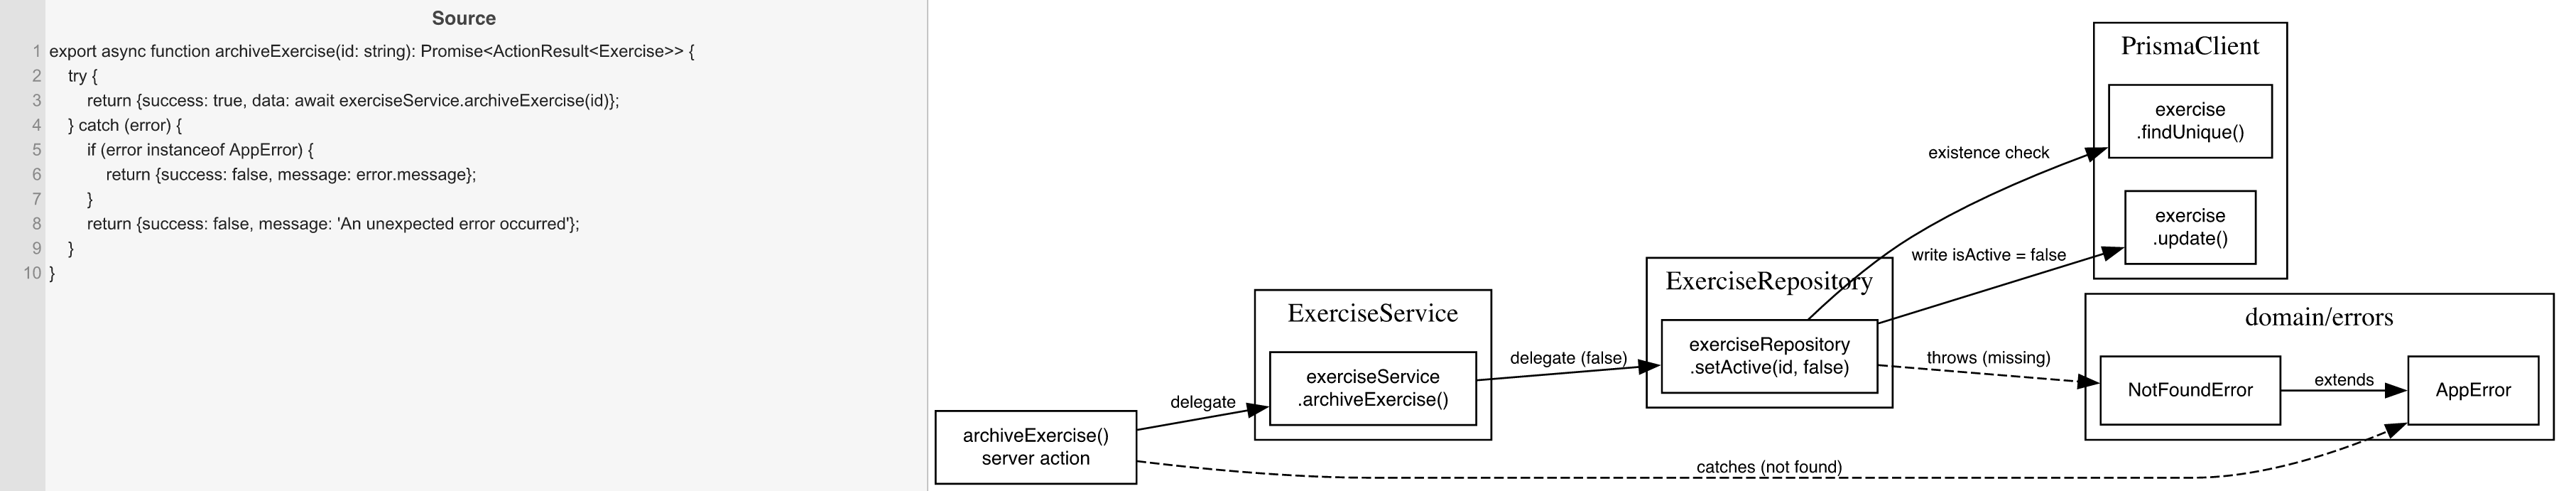 Source
1 export async function archiveExercise(id: string): Promise<ActionResult<Exercise>> {
2 try {
3 return {success: true, data: await exerciseService.archiveExercise(id)};
4 } catch (error) {
5 if (error instanceof AppError) {
6 return {success: false, message: error.message};
7 }
8 return {success: false, message: 'An unexpected error occurred'};
9 }
10 }
PrismaClient
exercise
.findUnique()
existence check
exercise
.update()
write isActive = false
ExerciseRepository
exerciseRepository
.setActive(id, false)
ExerciseService
exerciseService
.archiveExercise()
delegate (false)
throws (missing)
domain/errors
NotFoundError
extends
AppError
delegate
archiveExercise()
server action
catches (not found)